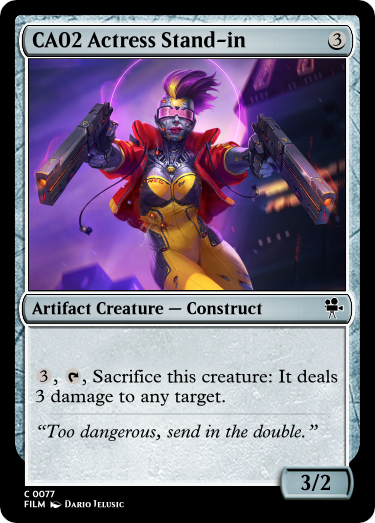 CA02 Actress Stand-in 3
Artifact Creature — Construct
3, , Sacrifice this creature: It deals
3 damage to any target.
“Too dangerous, send in the double.”
3/2
C 0077
FILM Dario Jelusic